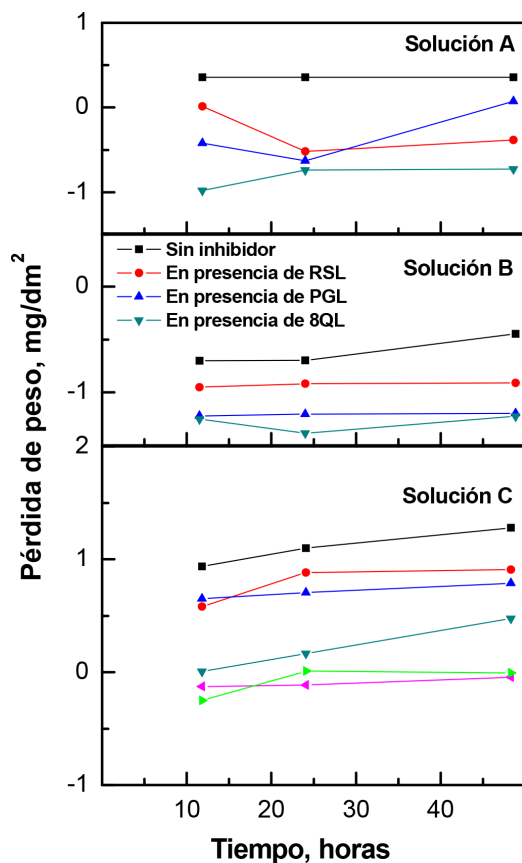 1
Solución A
0
-1
Sin inhibidor
En presencia de RSL
Solución B
0
En presencia de PGL
En presencia de 8QL
-1
2
Solución C
1
0
-1
Pérdida de peso, mg/dm²
10 20 30 40
Tiempo, horas